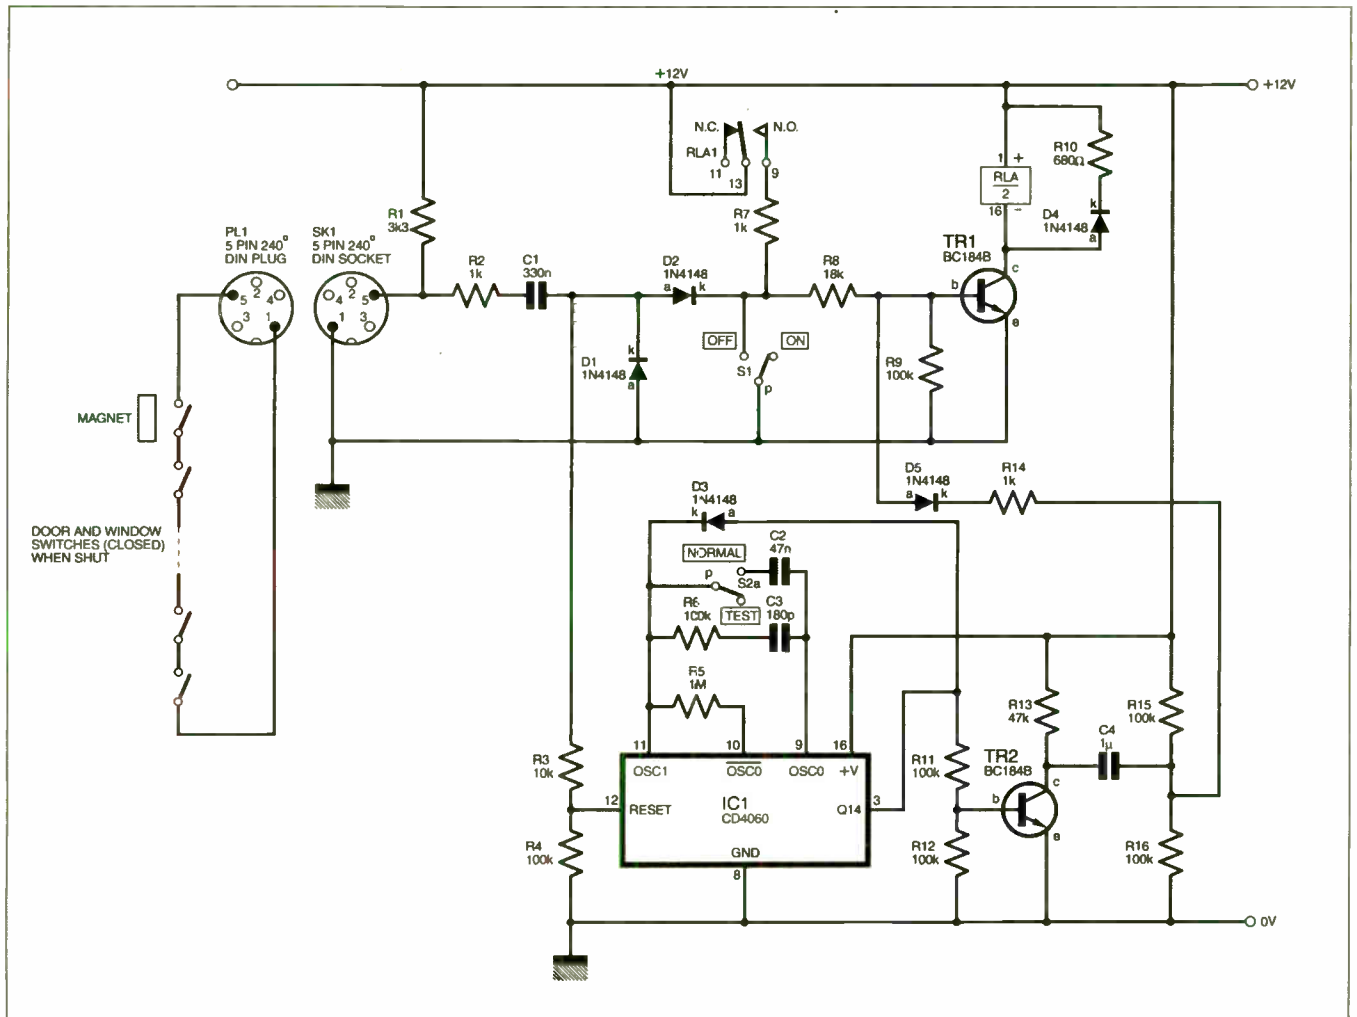 +12V
+12V
N.C.
N.O.
RLA1
11
13
9
R1
3k3
R7
1k
R10
680Ω
1
+
RLA
2
16
−
k
D4
1N4148
a
PL1
5 PIN 240°
DIN PLUG
SK1
5 PIN 240°
DIN SOCKET
5
2
4
3
1
4
2
5
1
3
R2
1k
C1
330n
D2
1N4148
a
k
R8
18k
TR1
BC184B
c
b
e
D1
1N4148
k
a
OFF
ON
S1
p
R9
100k
MAGNET
DOOR AND WINDOW
SWITCHES (CLOSED)
WHEN SHUT
D5
1N4148
a
k
R14
1k
D3
1N4148
k
a
NORMAL
C2
47n
p
S2a
TEST
R6
100k
C3
180p
R5
1M
R13
47k
R15
100k
C4
1µ
11
10
9
16
R3
10k
OSC1
OSC0
OSC0
+V
R11
100k
TR2
BC184B
c
b
e
12
RESET
IC1
CD4060
Q14
3
R4
100k
GND
8
R12
100k
R16
100k
0V